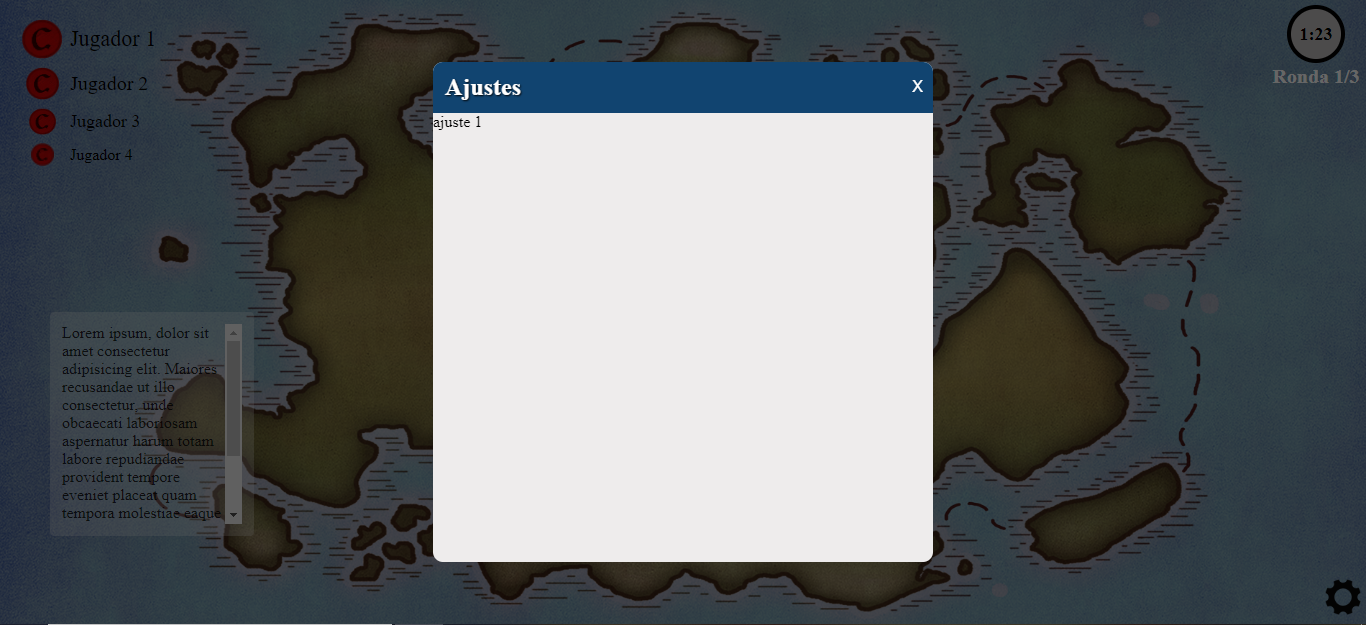 C Jugador 1
C Jugador 2
C Jugador 3
C Jugador 4
1:23
Ronda 1/3
Ajustes
X
ajuste 1
Lorem ipsum, dolor sit
amet consectetur
adipisicing elit. Maiores
recusandae ut illo
consectetur, unde
obcaecati laboriosam
aspernatur harum totam
labore repudiandae
provident tempore
eveniet placeat quam
tempora molestiae eaque